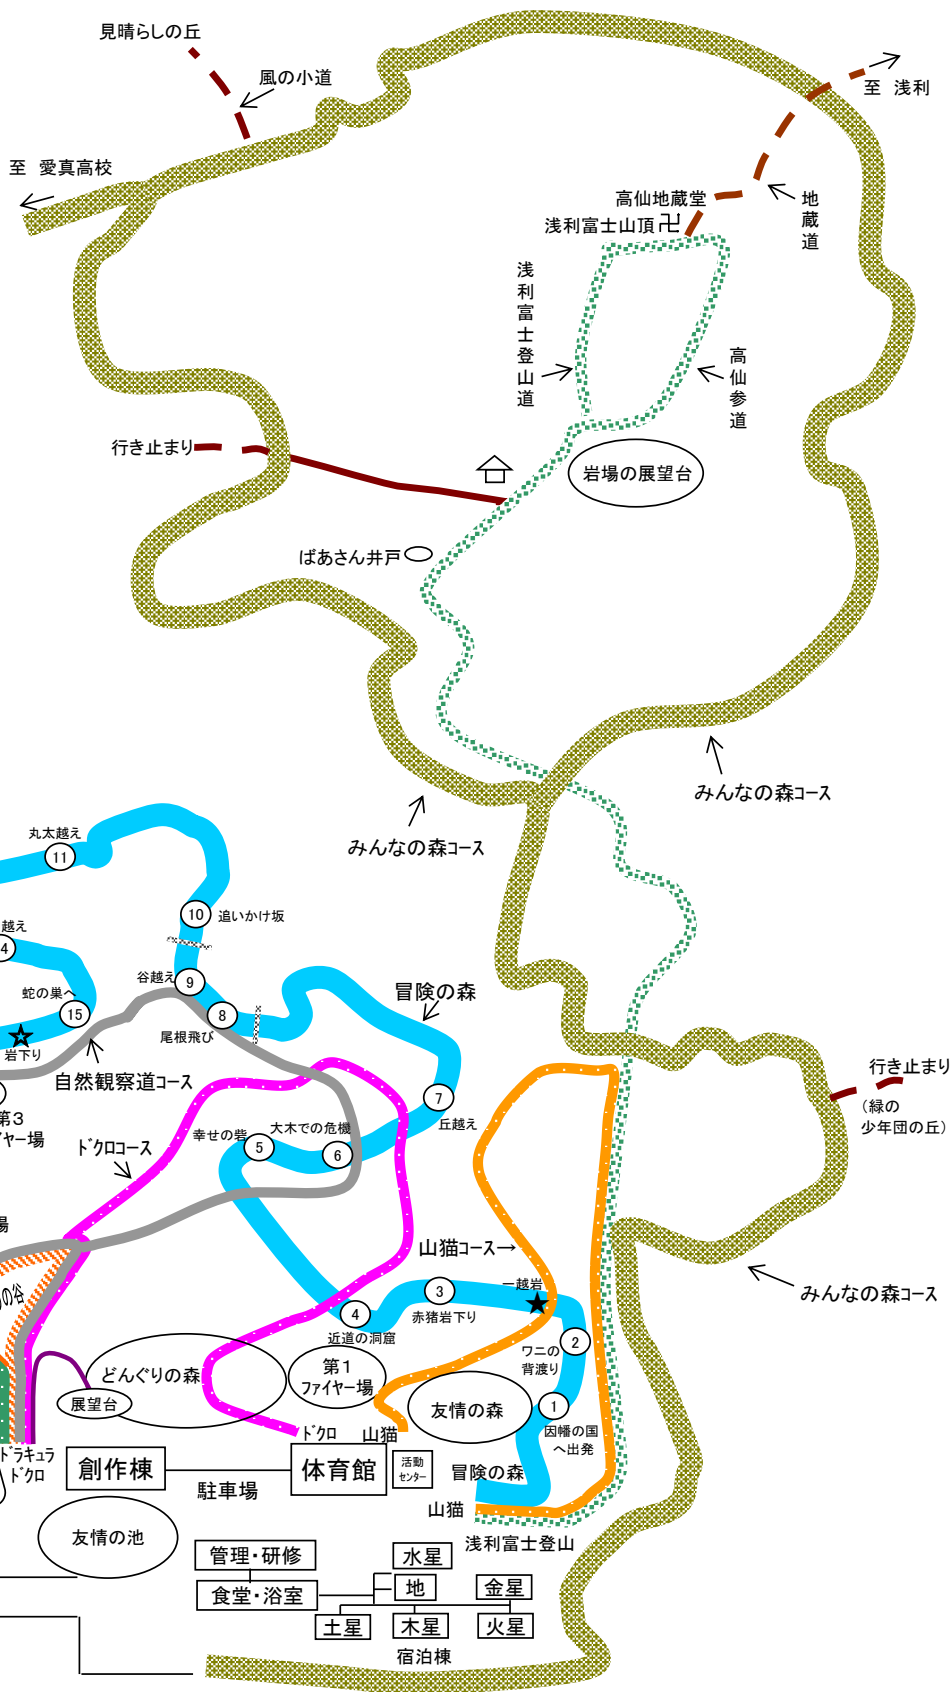 見晴らしの丘
風の小道
至 浅利
至 愛真高校
高仙地蔵堂
浅利富士山頂
卍
地蔵道
浅利富士登山道
高仙参道
行き止まり
岩場の展望台
ばあさん井戸
みんなの森コース
みんなの森コース
丸太越え
11
10
追いかけ坂
越え
4
谷越え
9
冒険の森
蛇の巣へ
15
8
尾根飛び
岩下り
自然観察道コース
行き止まり
(緑の
少年団の丘)
7
丘越え
第3
イヤー場
ドクロコース
幸せの砦
大木での危機
5
6
場
山猫コース→
の谷
一越岩
3
赤猪岩下り
みんなの森コース
4
近道の洞窟
2
ワニの
背渡り
どんぐりの森
第1
ファイヤー場
展望台
友情の森
1
因幡の国
へ出発
ドクロ
山猫
ドラキュラ
ドクロ
創作棟
駐車場
体育館
活動
センター
冒険の森
山猫
浅利富士登山
友情の池
管理・研修
水星
食堂・浴室
地
金星
土星
木星
火星
宿泊棟